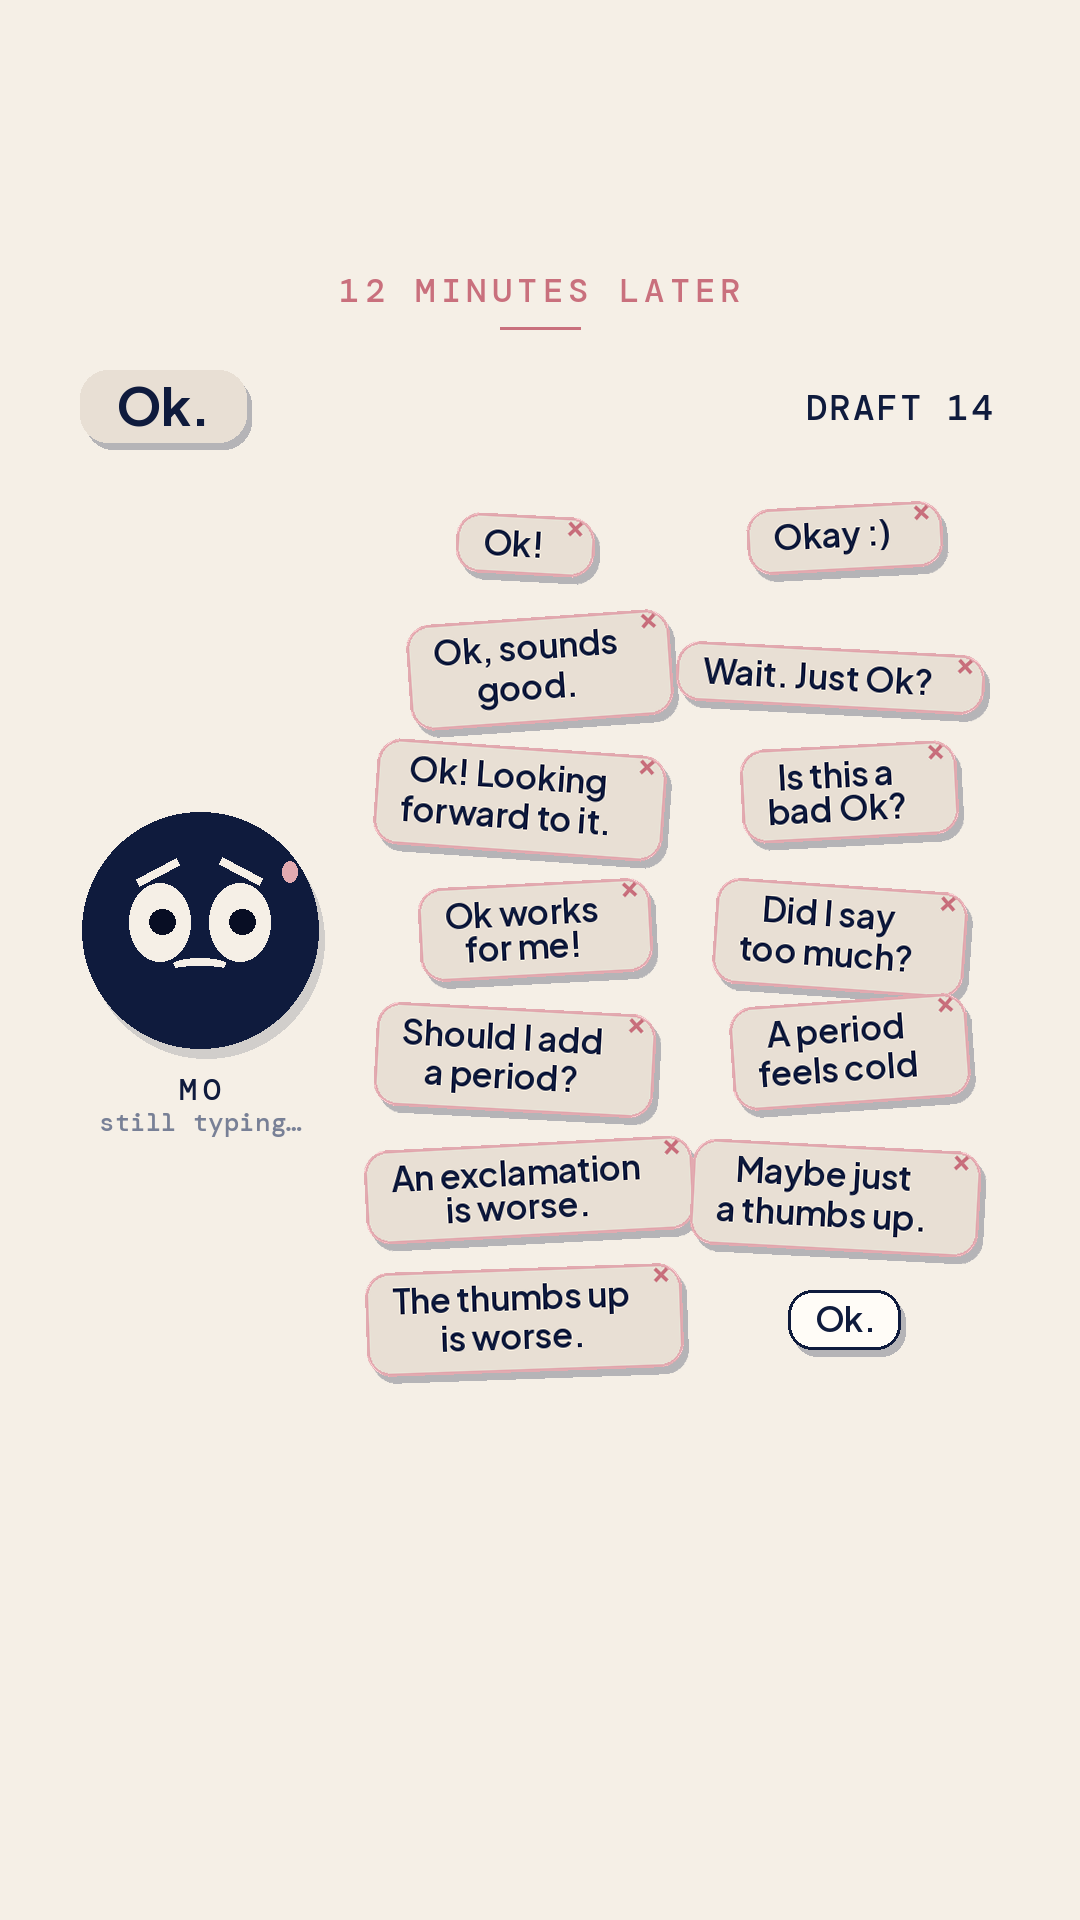 12 MINUTES LATER
Ok.
DRAFT 14
Ok!
Okay :)
Ok, sounds
good.
Wait. Just Ok?
Ok! Looking
forward to it.
Is this a
bad Ok?
Ok works
for me!
Did I say
too much?
Should I add
a period?
A period
feels cold
An exclamation
is worse.
Maybe just
a thumbs up.
The thumbs up
is worse.
Ok.
MO
still typing…